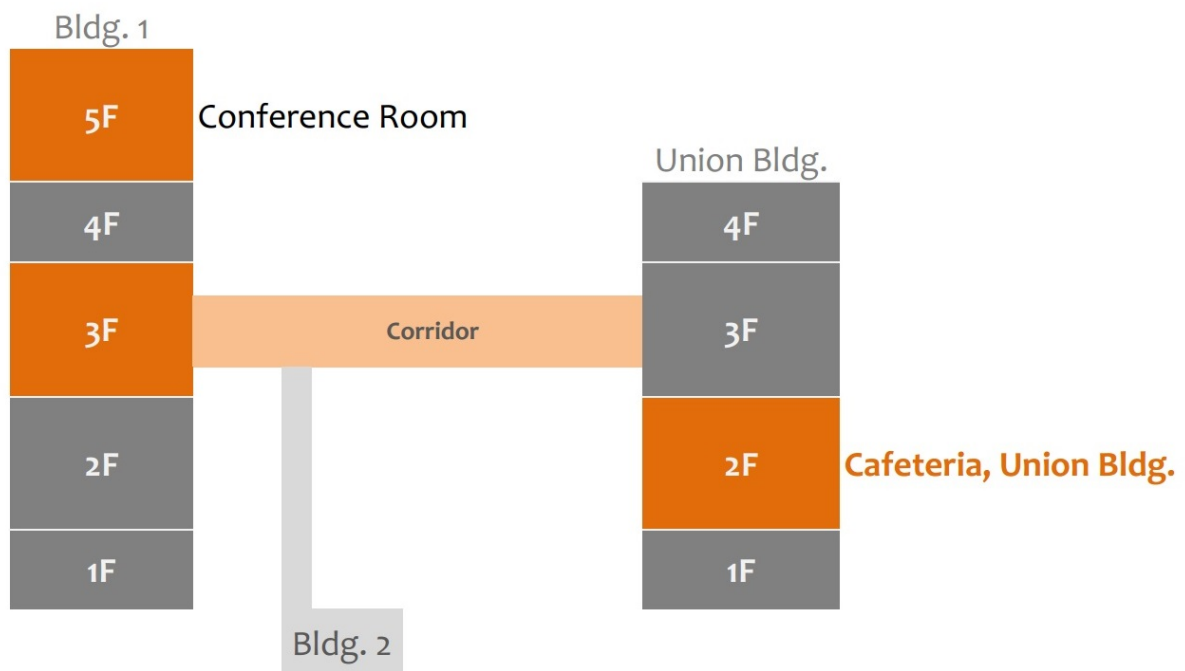 Bldg. 1
5F
Conference Room
Union Bldg.
4F
4F
3F
Corridor
3F
2F
2F
Cafeteria, Union Bldg.
1F
1F
Bldg. 2